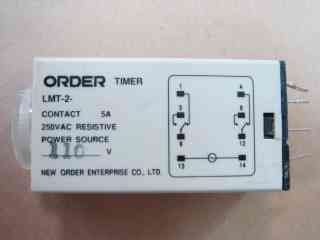 ORDER TIMER
LMT-2-
CONTACT 5A
250VAC RESISTIVE
POWER SOURCE
110 V
NEW ORDER ENTERPRISE CO., LTD.
1 4
5 8
9 12
13 14